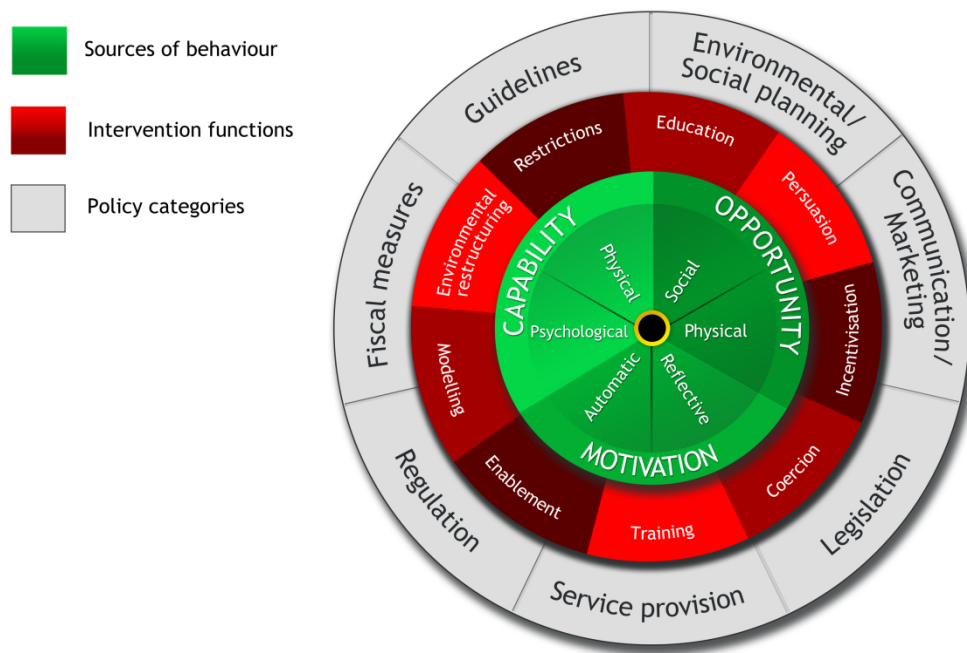 Sources of behaviour
Intervention functions
Policy categories
Guidelines
Environmental/
Social planning
Communication/
Marketing
Legislation
Service provision
Regulation
Fiscal measures
Restrictions
Education
Persuasion
Incentivisation
Coercion
Training
Enablement
Modelling
Environmental
restructuring
CAPABILITY
OPPORTUNITY
MOTIVATION
Physical
Social
Physical
Reflective
Automatic
Psychological